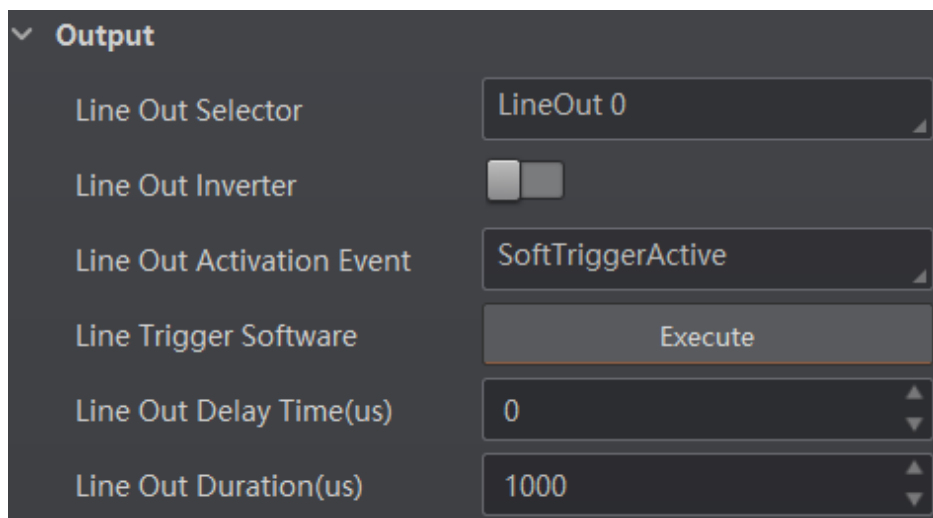 Output
Line Out Selector LineOut 0
Line Out Inverter
Line Out Activation Event SoftTriggerActive
Line Trigger Software Execute
Line Out Delay Time(us) 0
Line Out Duration(us) 1000